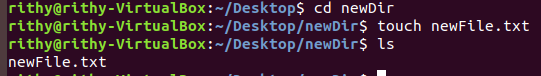 rithy@rithy-VirtualBox:~/Desktop$ cd newDir
rithy@rithy-VirtualBox:~/Desktop/newDir$ touch newFile.txt
rithy@rithy-VirtualBox:~/Desktop/newDir$ ls
newFile.txt